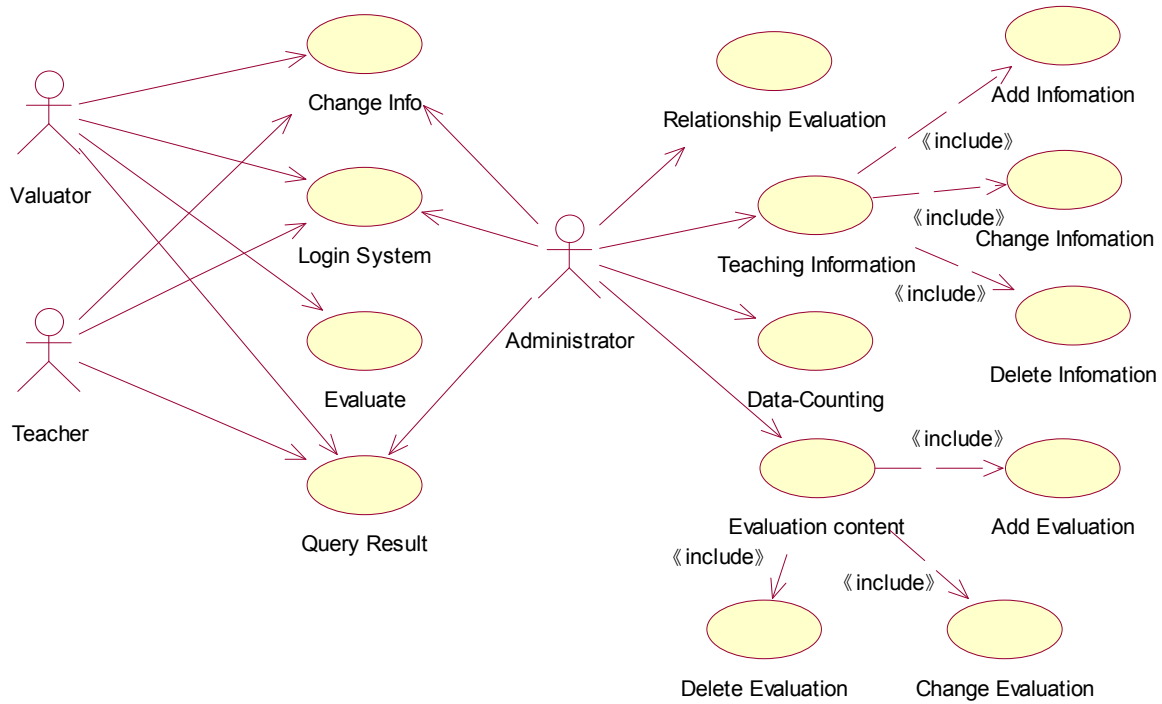 Change Info
Relationship Evaluation
Add Infomation
《include》
Valuator
Login System
Teaching Information
《include》
Change Infomation
《include》
Administrator
Teacher
Evaluate
Data-Counting
Delete Infomation
《include》
Query Result
Evaluation content
Add Evaluation
《include》
《include》
Delete Evaluation
Change Evaluation